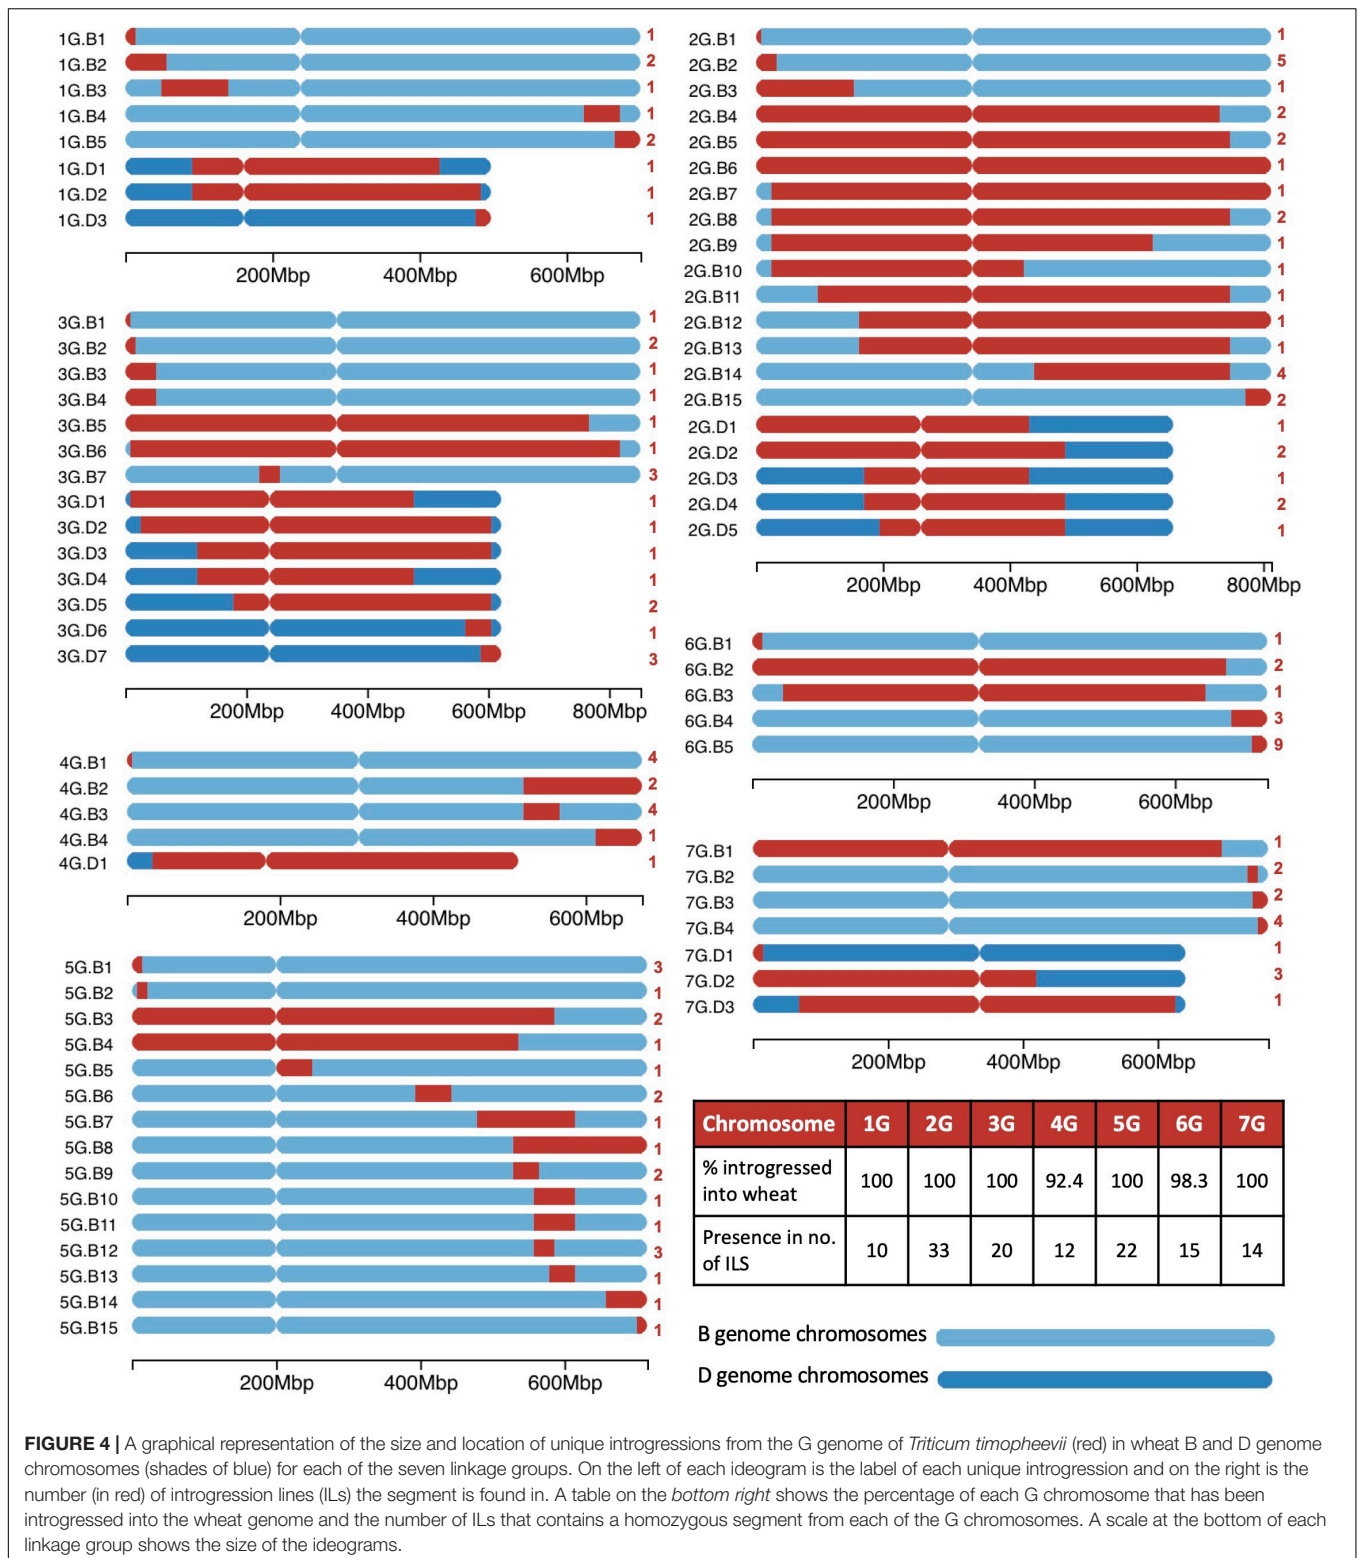 1G.B1 1
1G.B2 2
1G.B3 1
1G.B4 1
1G.B5 2
1G.D1 1
1G.D2 1
1G.D3 1
200Mbp 400Mbp 600Mbp
3G.B1 1
3G.B2 2
3G.B3 1
3G.B4 1
3G.B5 1
3G.B6 1
3G.B7 3
3G.D1 1
3G.D2 1
3G.D3 1
3G.D4 1
3G.D5 2
3G.D6 1
3G.D7 3
200Mbp 400Mbp 600Mbp 800Mbp
4G.B1 4
4G.B2 2
4G.B3 4
4G.B4 1
4G.D1 1
200Mbp 400Mbp 600Mbp
5G.B1 3
5G.B2 1
5G.B3 2
5G.B4 1
5G.B5 1
5G.B6 2
5G.B7 1
5G.B8 1
5G.B9 2
5G.B10 1
5G.B11 1
5G.B12 3
5G.B13 1
5G.B14 1
5G.B15 1
200Mbp 400Mbp 600Mbp
2G.B1 1
2G.B2 5
2G.B3 1
2G.B4 2
2G.B5 2
2G.B6 1
2G.B7 1
2G.B8 2
2G.B9 1
2G.B10 1
2G.B11 1
2G.B12 1
2G.B13 1
2G.B14 4
2G.B15 2
2G.D1 1
2G.D2 2
2G.D3 1
2G.D4 2
2G.D5 1
200Mbp 400Mbp 600Mbp 800Mbp
6G.B1 1
6G.B2 2
6G.B3 1
6G.B4 3
6G.B5 9
200Mbp 400Mbp 600Mbp
7G.B1 1
7G.B2 2
7G.B3 2
7G.B4 4
7G.D1 1
7G.D2 3
7G.D3 1
200Mbp 400Mbp 600Mbp
Chromosome 1G 2G 3G 4G 5G 6G 7G
% introgressed
into wheat 100 100 100 92.4 100 98.3 100
Presence in no.
of ILS 10 33 20 12 22 15 14
B genome chromosomes
D genome chromosomes
FIGURE 4 | A graphical representation of the size and location of unique introgressions from the G genome of Triticum timopheevii (red) in wheat B and D genome
chromosomes (shades of blue) for each of the seven linkage groups. On the left of each ideogram is the label of each unique introgression and on the right is the
number (in red) of introgression lines (ILs) the segment is found in. A table on the bottom right shows the percentage of each G chromosome that has been
introgressed into the wheat genome and the number of ILs that contains a homozygous segment from each of the G chromosomes. A scale at the bottom of each
linkage group shows the size of the ideograms.